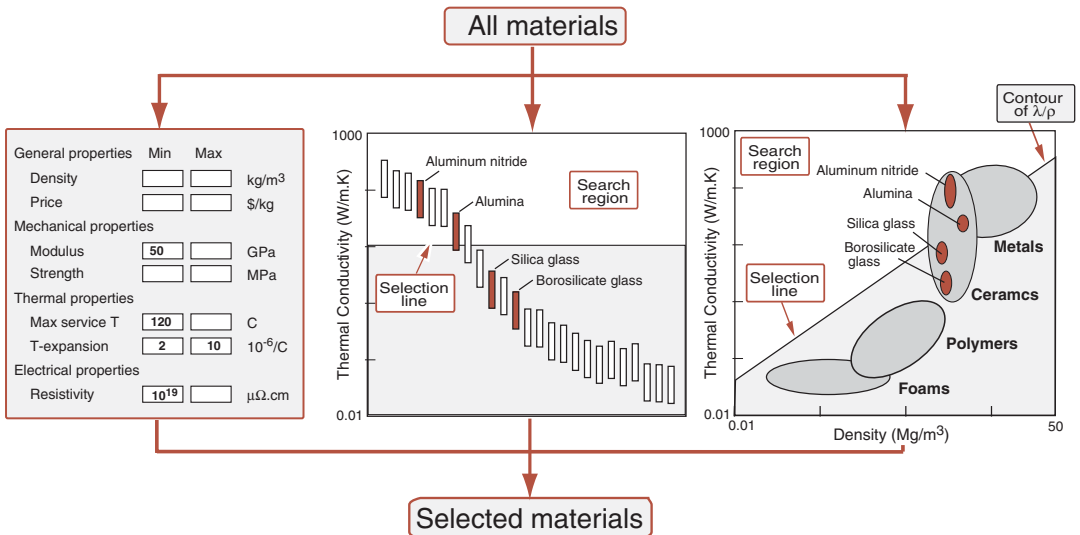 All materials
General properties Min Max
Density kg/m³
Price $/kg
Mechanical properties
Modulus 50 GPa
Strength MPa
Thermal properties
Max service T 120 C
T-expansion 2 10 10⁻⁶/C
Electrical properties
Resistivity 10¹⁹ μΩ.cm
1000
Thermal Conductivity (W/m.K)
0.01
Aluminum nitride
Alumina
Search
region
Silica glass
Borosilicate glass
Selection
line
Contour
of λ/ρ
1000
Thermal Conductivity (W/m.K)
0.01
Search
region
Aluminum nitride
Alumina
Silica glass
Borosilicate
glass
Metals
Selection
line
Ceramcs
Polymers
Foams
0.01 50
Density (Mg/m³)
Selected materials